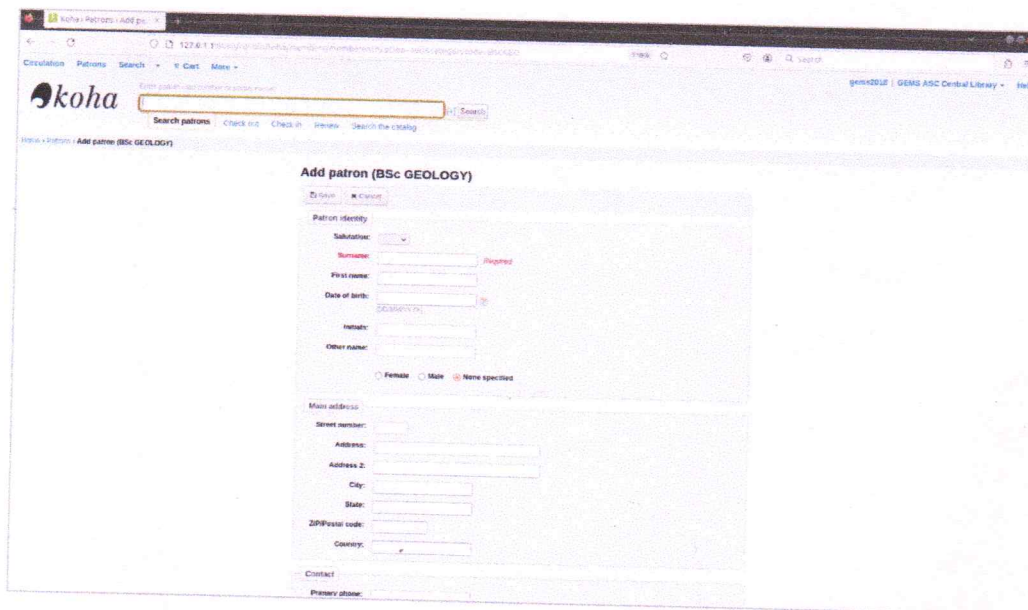 Koha › Patrons › Add pa
127.0.1.1
Search
Circulation Patrons Search Cart More
gems2018 | GEMS ASC Central Library
koha
Search
Search patrons Check out Check in Renew Search the catalog
Home › Patrons › Add patron (BSc GEOLOGY)
Add patron (BSc GEOLOGY)
Save Cancel
Patron identity
Salutation:
Surname: Required
First name:
Date of birth:
Initials:
Other name:
Female Male None specified
Main address
Street number:
Address:
Address 2:
City:
State:
ZIP/Postal code:
Country:
Contact
Primary phone: